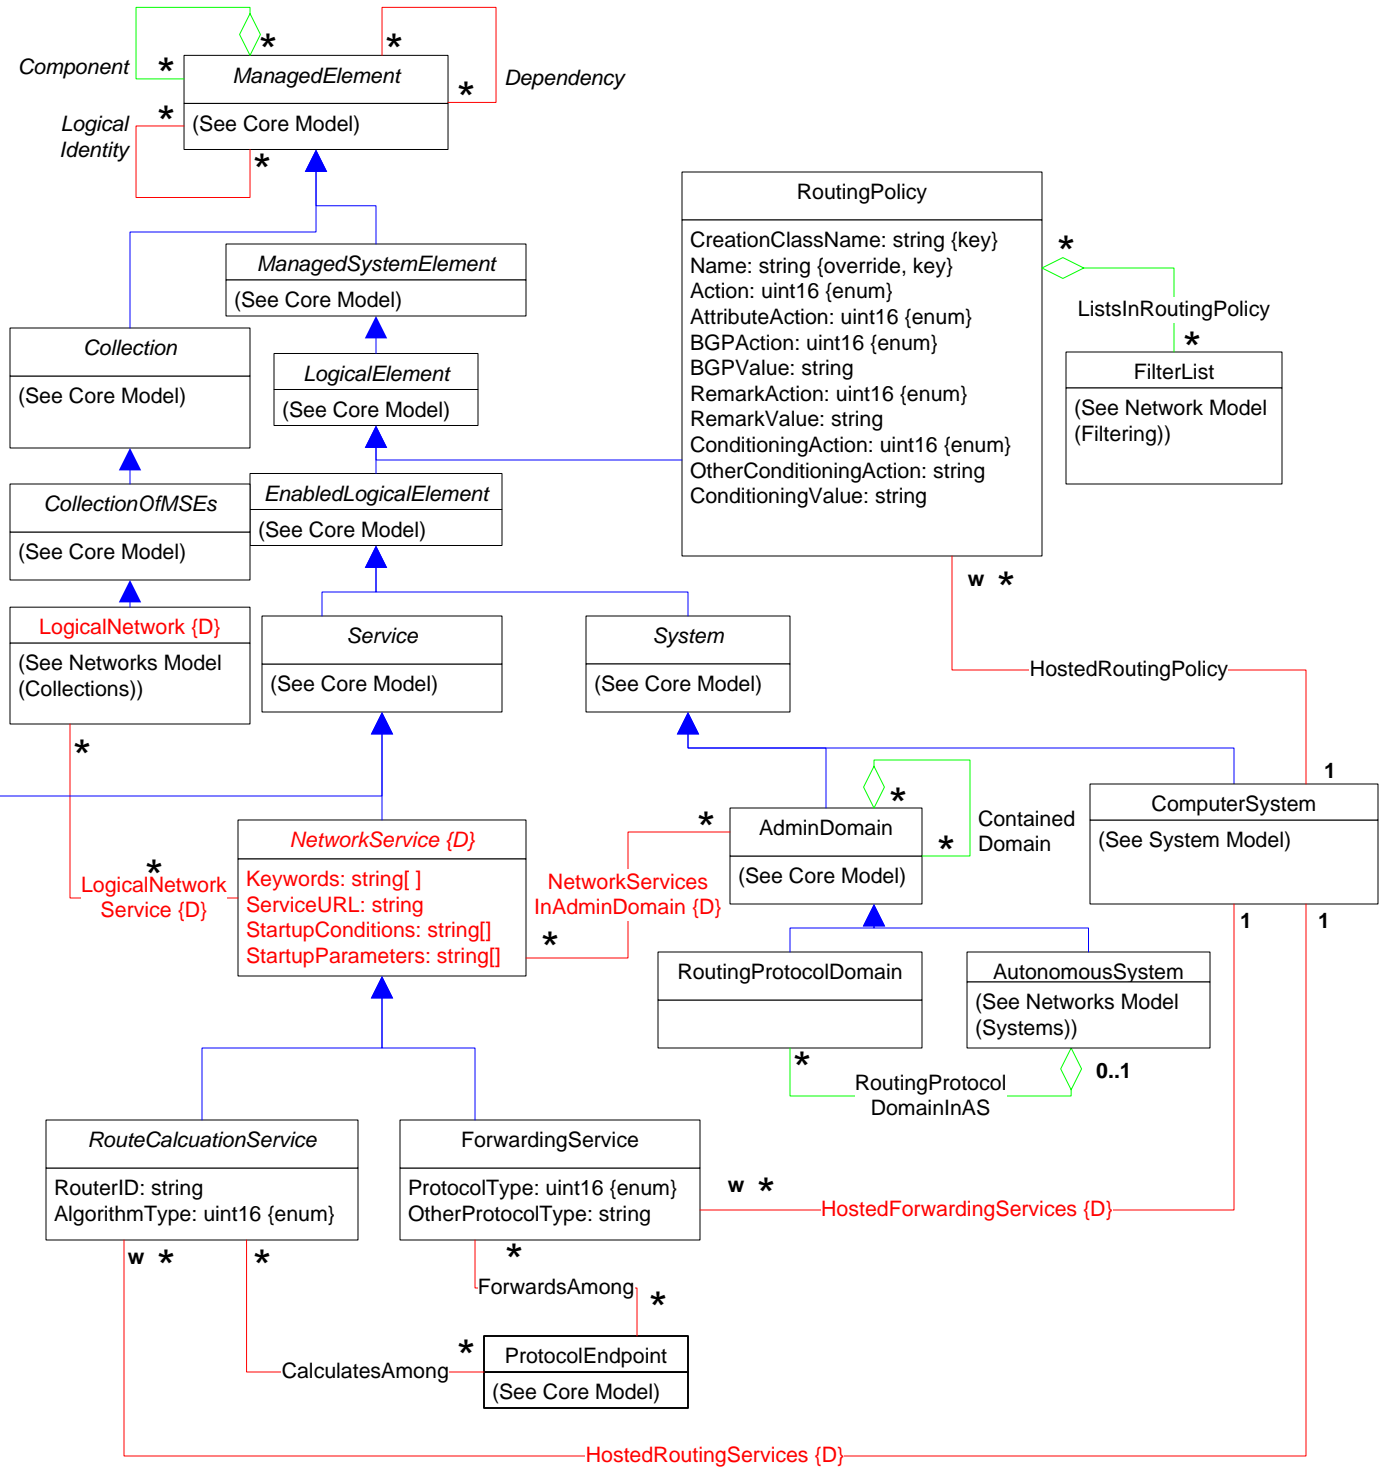 Component
*
*
ManagedElement
(See Core Model)
*
*
Dependency
Logical
Identity
*
*
RoutingPolicy
CreationClassName: string {key}
Name: string {override, key}
Action: uint16 {enum}
AttributeAction: uint16 {enum}
BGPAction: uint16 {enum}
BGPValue: string
RemarkAction: uint16 {enum}
RemarkValue: string
ConditioningAction: uint16 {enum}
OtherConditioningAction: string
ConditioningValue: string
*
ListsInRoutingPolicy
*
FilterList
(See Network Model
(Filtering))
ManagedSystemElement
(See Core Model)
Collection
(See Core Model)
LogicalElement
(See Core Model)
CollectionOfMSEs
(See Core Model)
EnabledLogicalElement
(See Core Model)
w *
HostedRoutingPolicy
1
LogicalNetwork {D}
(See Networks Model
(Collections))
*
Service
(See Core Model)
System
(See Core Model)
ComputerSystem
(See System Model)
1
1
AdminDomain
(See Core Model)
*
*
Contained
Domain
*
LogicalNetwork
Service {D}
NetworkService {D}
Keywords: string[ ]
ServiceURL: string
StartupConditions: string[]
StartupParameters: string[]
*
NetworkServices
InAdminDomain {D}
*
RoutingProtocolDomain
AutonomousSystem
(See Networks Model
(Systems))
*
RoutingProtocol
DomainInAS
0..1
RouteCalcuationService
RouterID: string
AlgorithmType: uint16 {enum}
ForwardingService
ProtocolType: uint16 {enum}
OtherProtocolType: string
w *
HostedForwardingServices {D}
w *
*
*
ForwardsAmong
*
*
CalculatesAmong
ProtocolEndpoint
(See Core Model)
HostedRoutingServices {D}